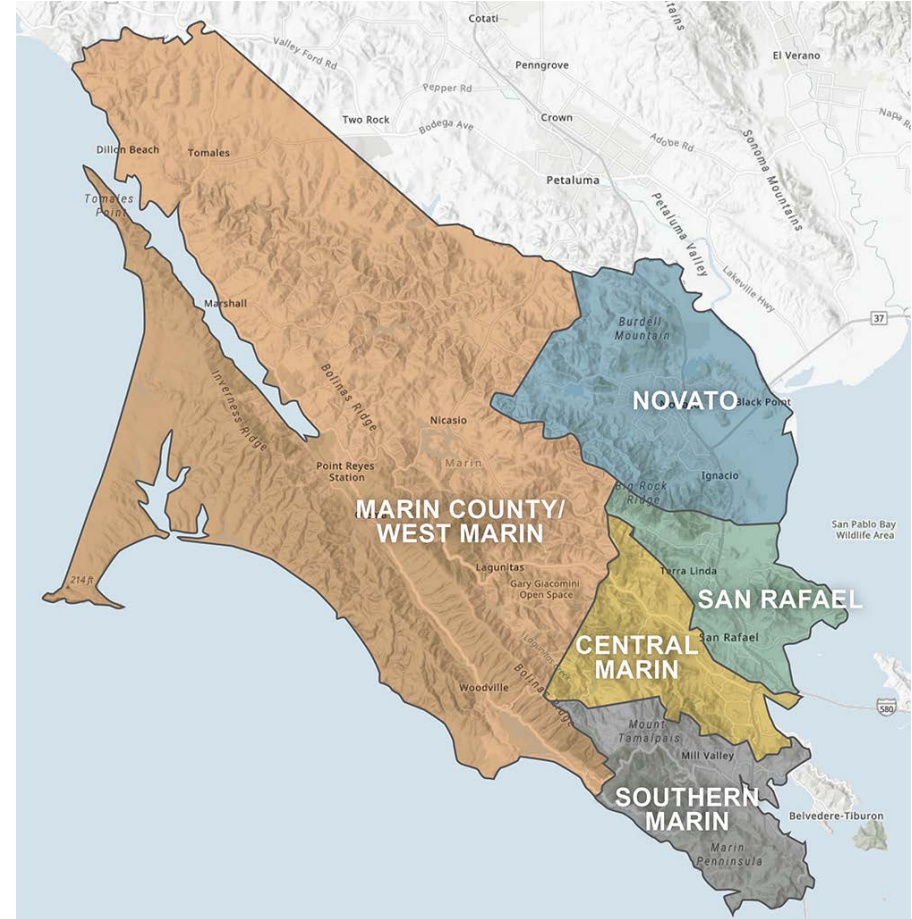 Cotati
Valley Ford Rd
El Verano
Penngrove
Pepper Rd
Napa
Two Rock
Crown
Bodega Ave
Adobe Rd
Sonoma Mountains
Dillon Beach
Tomales
Petaluma
Tomales
Point
Petaluma Valley
Lakeville Hwy
Marshall
37
Burdell
Mountain
Bolinas Ridge
Inverness Ridge
NOVATO
Black Point
Nicasio
Marin
Point Reyes
Station
Ignacio
Big Rock
Ridge
MARIN COUNTY/
WEST MARIN
San Pablo Bay
Wildlife Area
Lagunitas
Terra Linda
214 ft
Gary Giacomini
Open Space
SAN RAFAEL
San Rafael
CENTRAL
MARIN
Lagunitas Creek
Woodville
Bolinas Ridge
580
Mount
Tamalpais
Mill Valley
SOUTHERN
MARIN
Belvedere-Tiburon
Marin
Penninsula